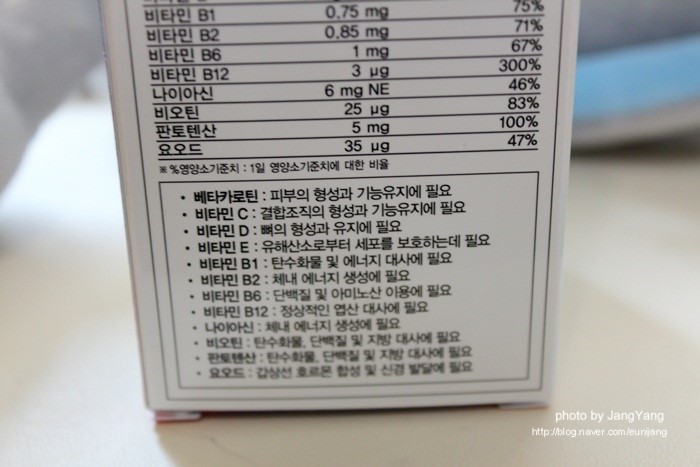 비타민 B1 0.75 mg 75%
비타민 B2 0.85 mg 71%
비타민 B6 1 mg 67%
비타민 B12 3 μg 300%
나이아신 6 mg NE 46%
비오틴 25 μg 83%
판토텐산 5 mg 100%
요오드 35 μg 47%
※ %영양소기준치 : 1일 영양소기준치에 대한 비율
• 베타카로틴 : 피부의 형성과 기능유지에 필요
• 비타민 C : 결합조직의 형성과 기능유지에 필요
• 비타민 D : 뼈의 형성과 유지에 필요
• 비타민 E : 유해산소로부터 세포를 보호하는데 필요
• 비타민 B1 : 탄수화물 및 에너지 대사에 필요
• 비타민 B2 : 체내 에너지 생성에 필요
• 비타민 B6 : 단백질 및 아미노산 이용에 필요
• 비타민 B12 : 정상적인 엽산 대사에 필요
• 나이아신 : 체내 에너지 생성에 필요
• 비오틴 : 탄수화물, 단백질 및 지방 대사에 필요
• 판토텐산 : 탄수화물, 단백질 및 지방 대사에 필요
• 요오드 : 갑상선 호르몬 합성 및 신경 발달에 필요
photo by JangYang
http://blog.naver.com/eunijang